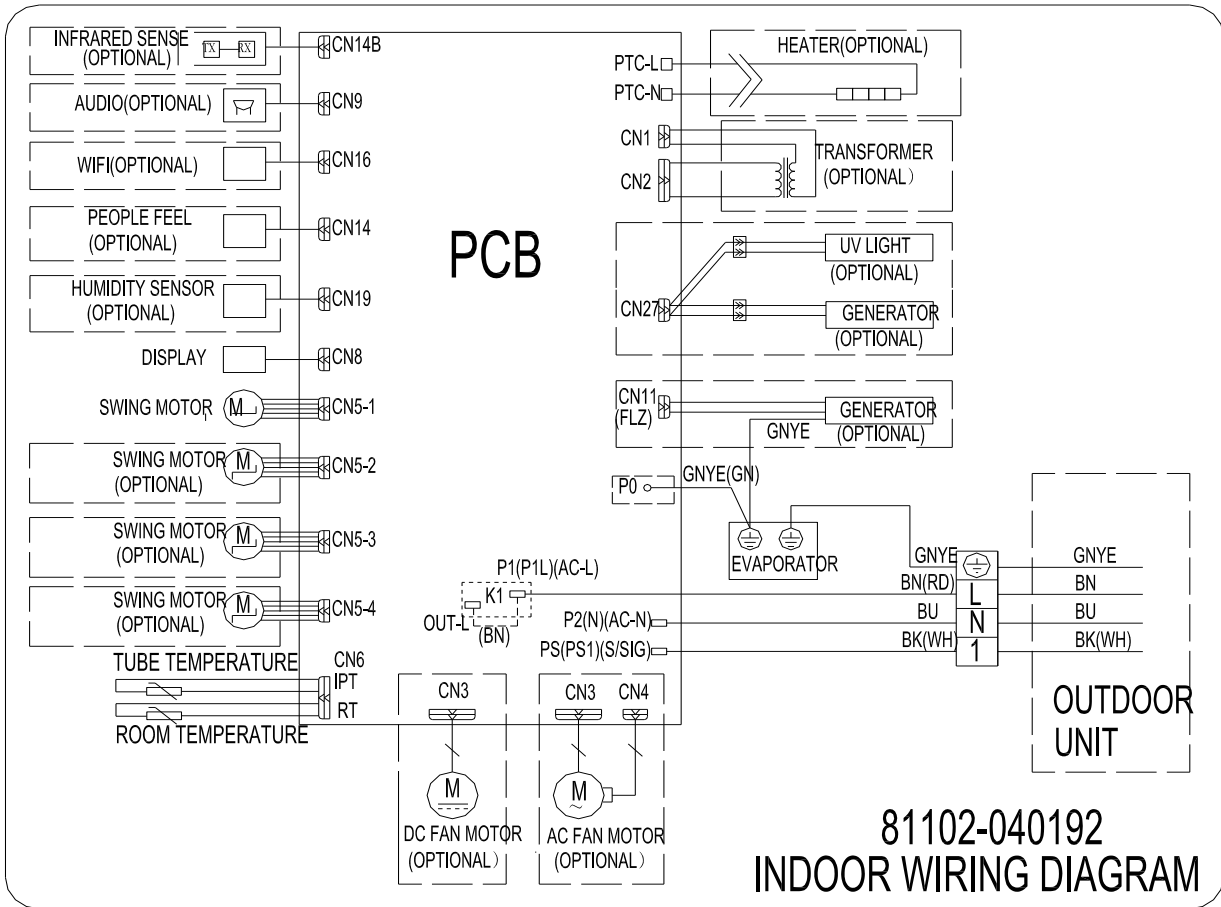 INFRARED SENSE
(OPTIONAL)
TX
RX
CN14B
AUDIO(OPTIONAL)
CN9
WIFI(OPTIONAL)
CN16
PEOPLE FEEL
(OPTIONAL)
CN14
HUMIDITY SENSOR
(OPTIONAL)
CN19
DISPLAY
CN8
SWING MOTOR
M
CN5-1
SWING MOTOR
(OPTIONAL)
M
CN5-2
SWING MOTOR
(OPTIONAL)
M
CN5-3
SWING MOTOR
(OPTIONAL)
M
CN5-4
TUBE TEMPERATURE
CN6
IPT
RT
ROOM TEMPERATURE
PCB
PTC-L
PTC-N
HEATER(OPTIONAL)
CN1
CN2
TRANSFORMER
(OPTIONAL)
CN27
UV LIGHT
(OPTIONAL)
GENERATOR
(OPTIONAL)
CN11
(FLZ)
GENERATOR
(OPTIONAL)
GNYE
P0
GNYE(GN)
EVAPORATOR
P1(P1L)(AC-L)
K1
OUT-L
(BN)
P2(N)(AC-N)
PS(PS1)(S/SIG)
GNYE
BN(RD)
BU
BK(WH)
L
N
1
GNYE
BN
BU
BK(WH)
OUTDOOR
UNIT
CN3
M
DC FAN MOTOR
(OPTIONAL)
CN3
CN4
M
~
AC FAN MOTOR
(OPTIONAL)
81102-040192
INDOOR WIRING DIAGRAM